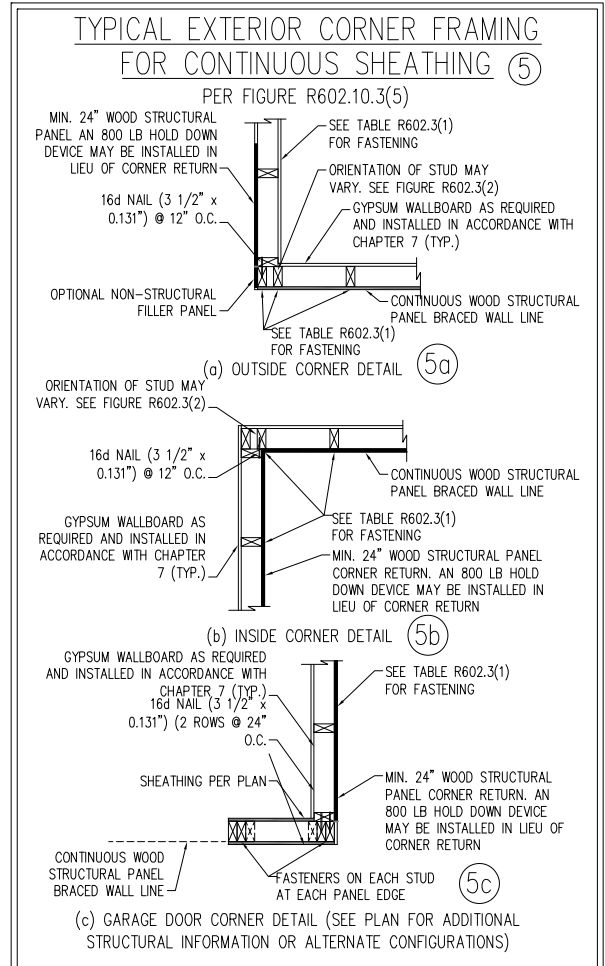 TYPICAL EXTERIOR CORNER FRAMING
FOR CONTINUOUS SHEATHING 5
PER FIGURE R602.10.3(5)
MIN. 24" WOOD STRUCTURAL
PANEL AN 800 LB HOLD DOWN
DEVICE MAY BE INSTALLED IN
LIEU OF CORNER RETURN
16d NAIL (3 1/2" x
0.131") @ 12" O.C.
OPTIONAL NON-STRUCTURAL
FILLER PANEL
SEE TABLE R602.3(1)
FOR FASTENING
ORIENTATION OF STUD MAY
VARY. SEE FIGURE R602.3(2)
GYPSUM WALLBOARD AS REQUIRED
AND INSTALLED IN ACCORDANCE WITH
CHAPTER 7 (TYP.)
CONTINUOUS WOOD STRUCTURAL
PANEL BRACED WALL LINE
SEE TABLE R602.3(1)
FOR FASTENING
(a) OUTSIDE CORNER DETAIL 5a
ORIENTATION OF STUD MAY
VARY. SEE FIGURE R602.3(2)
16d NAIL (3 1/2" x
0.131") @ 12" O.C.
GYPSUM WALLBOARD AS
REQUIRED AND INSTALLED IN
ACCORDANCE WITH CHAPTER
7 (TYP.)
CONTINUOUS WOOD STRUCTURAL
PANEL BRACED WALL LINE
SEE TABLE R602.3(1)
FOR FASTENING
MIN. 24" WOOD STRUCTURAL PANEL
CORNER RETURN. AN 800 LB HOLD
DOWN DEVICE MAY BE INSTALLED IN
LIEU OF CORNER RETURN
(b) INSIDE CORNER DETAIL 5b
GYPSUM WALLBOARD AS REQUIRED
AND INSTALLED IN ACCORDANCE WITH
CHAPTER 7 (TYP.)
16d NAIL (3 1/2" x
0.131") (2 ROWS @ 24"
O.C.
SHEATHING PER PLAN
CONTINUOUS WOOD
STRUCTURAL PANEL
BRACED WALL LINE
SEE TABLE R602.3(1)
FOR FASTENING
MIN. 24" WOOD STRUCTURAL
PANEL CORNER RETURN. AN
800 LB HOLD DOWN DEVICE
MAY BE INSTALLED IN LIEU OF
CORNER RETURN
FASTENERS ON EACH STUD
AT EACH PANEL EDGE
5c
(c) GARAGE DOOR CORNER DETAIL (SEE PLAN FOR ADDITIONAL
STRUCTURAL INFORMATION OR ALTERNATE CONFIGURATIONS)